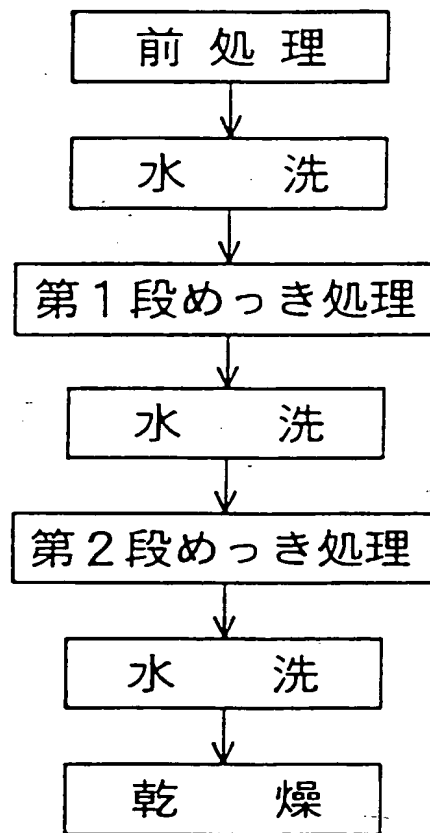 前処理
水洗
第1段めっき処理
水洗
第2段めっき処理
水洗
乾燥